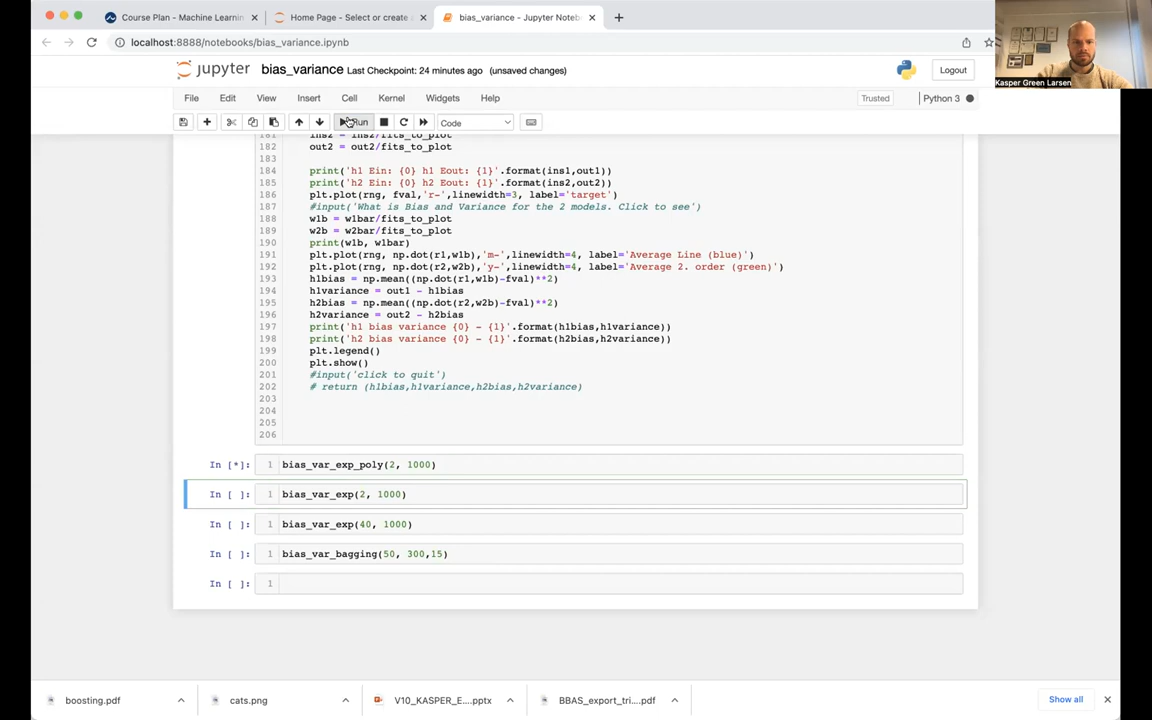 Course Plan - Machine Learnin
Home Page - Select or create a
bias_variance - Jupyter Noteb
localhost:8888/notebooks/bias_variance.ipynb
Kasper Green Larsen
jupyter bias_variance Last Checkpoint: 24 minutes ago (unsaved changes)
Logout
File Edit View Insert Cell Kernel Widgets Help Trusted Python 3
Run Code
181 ins2 = ins2/fits_to_plot
182 out2 = out2/fits_to_plot
183
184 print('h1 Ein: {0} h1 Eout: {1}'.format(ins1,out1))
185 print('h2 Ein: {0} h2 Eout: {1}'.format(ins2,out2))
186 plt.plot(rng, fval,'r-',linewidth=3, label='target')
187 #input('What is Bias and Variance for the 2 models. Click to see')
188 w1b = w1bar/fits_to_plot
189 w2b = w2bar/fits_to_plot
190 print(w1b, w1bar)
191 plt.plot(rng, np.dot(r1,w1b),'m-',linewidth=4, label='Average Line (blue)')
192 plt.plot(rng, np.dot(r2,w2b),'y-',linewidth=4, label='Average 2. order (green)')
193 h1bias = np.mean((np.dot(r1,w1b)-fval)**2)
194 h1variance = out1 - h1bias
195 h2bias = np.mean((np.dot(r2,w2b)-fval)**2)
196 h2variance = out2 - h2bias
197 print('h1 bias variance {0} - {1}'.format(h1bias,h1variance))
198 print('h2 bias variance {0} - {1}'.format(h2bias,h2variance))
199 plt.legend()
200 plt.show()
201 #input('click to quit')
202 # return (h1bias,h1variance,h2bias,h2variance)
203
204
205
206
In [*]: 1 bias_var_exp_poly(2, 1000)
In [ ]: 1 bias_var_exp(2, 1000)
In [ ]: 1 bias_var_exp(40, 1000)
In [ ]: 1 bias_var_bagging(50, 300,15)
In [ ]: 1
boosting.pdf
cats.png
V10_KASPER_E....pptx
BBAS_export_tri....pdf
Show all